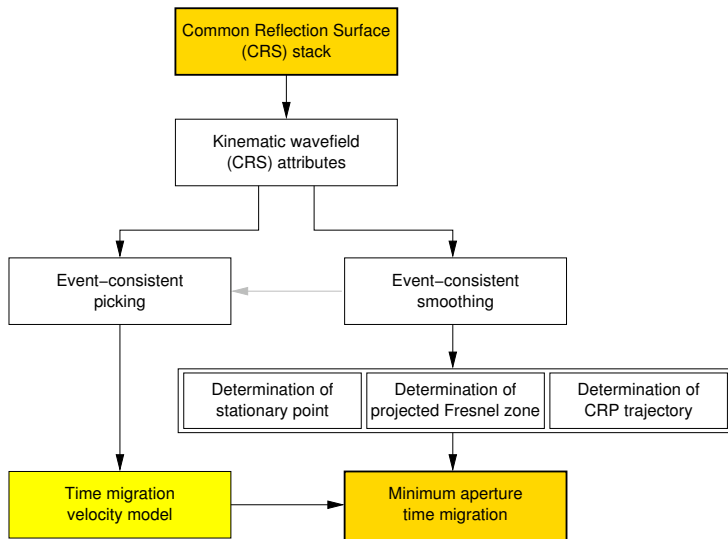 Common Reflection Surface
(CRS) stack
Kinematic wavefield
(CRS) attributes
Event−consistent
picking
Event−consistent
smoothing
Determination of
stationary point
Determination of
projected Fresnel zone
Determination of
CRP trajectory
Time migration
velocity model
Minimum aperture
time migration